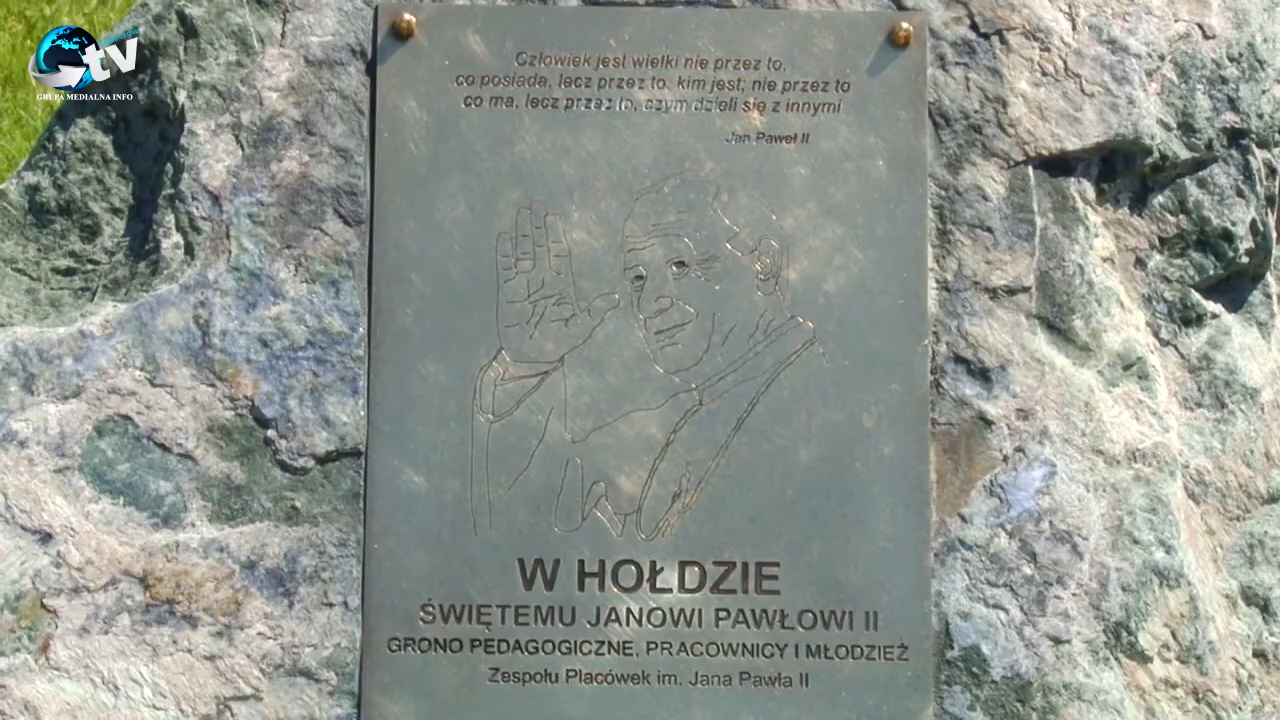 tv
GRUPA MEDIALNA INFO
Człowiek jest wielki nie przez to,
co posiada, lecz przez to, kim jest; nie przez to
co ma, lecz przez to, czym dzieli się z innymi
Jan Paweł II
W HOŁDZIE
ŚWIĘTEMU JANOWI PAWŁOWI II
GRONO PEDAGOGICZNE, PRACOWNICY I MŁODZIEŻ
Zespołu Placówek im. Jana Pawła II